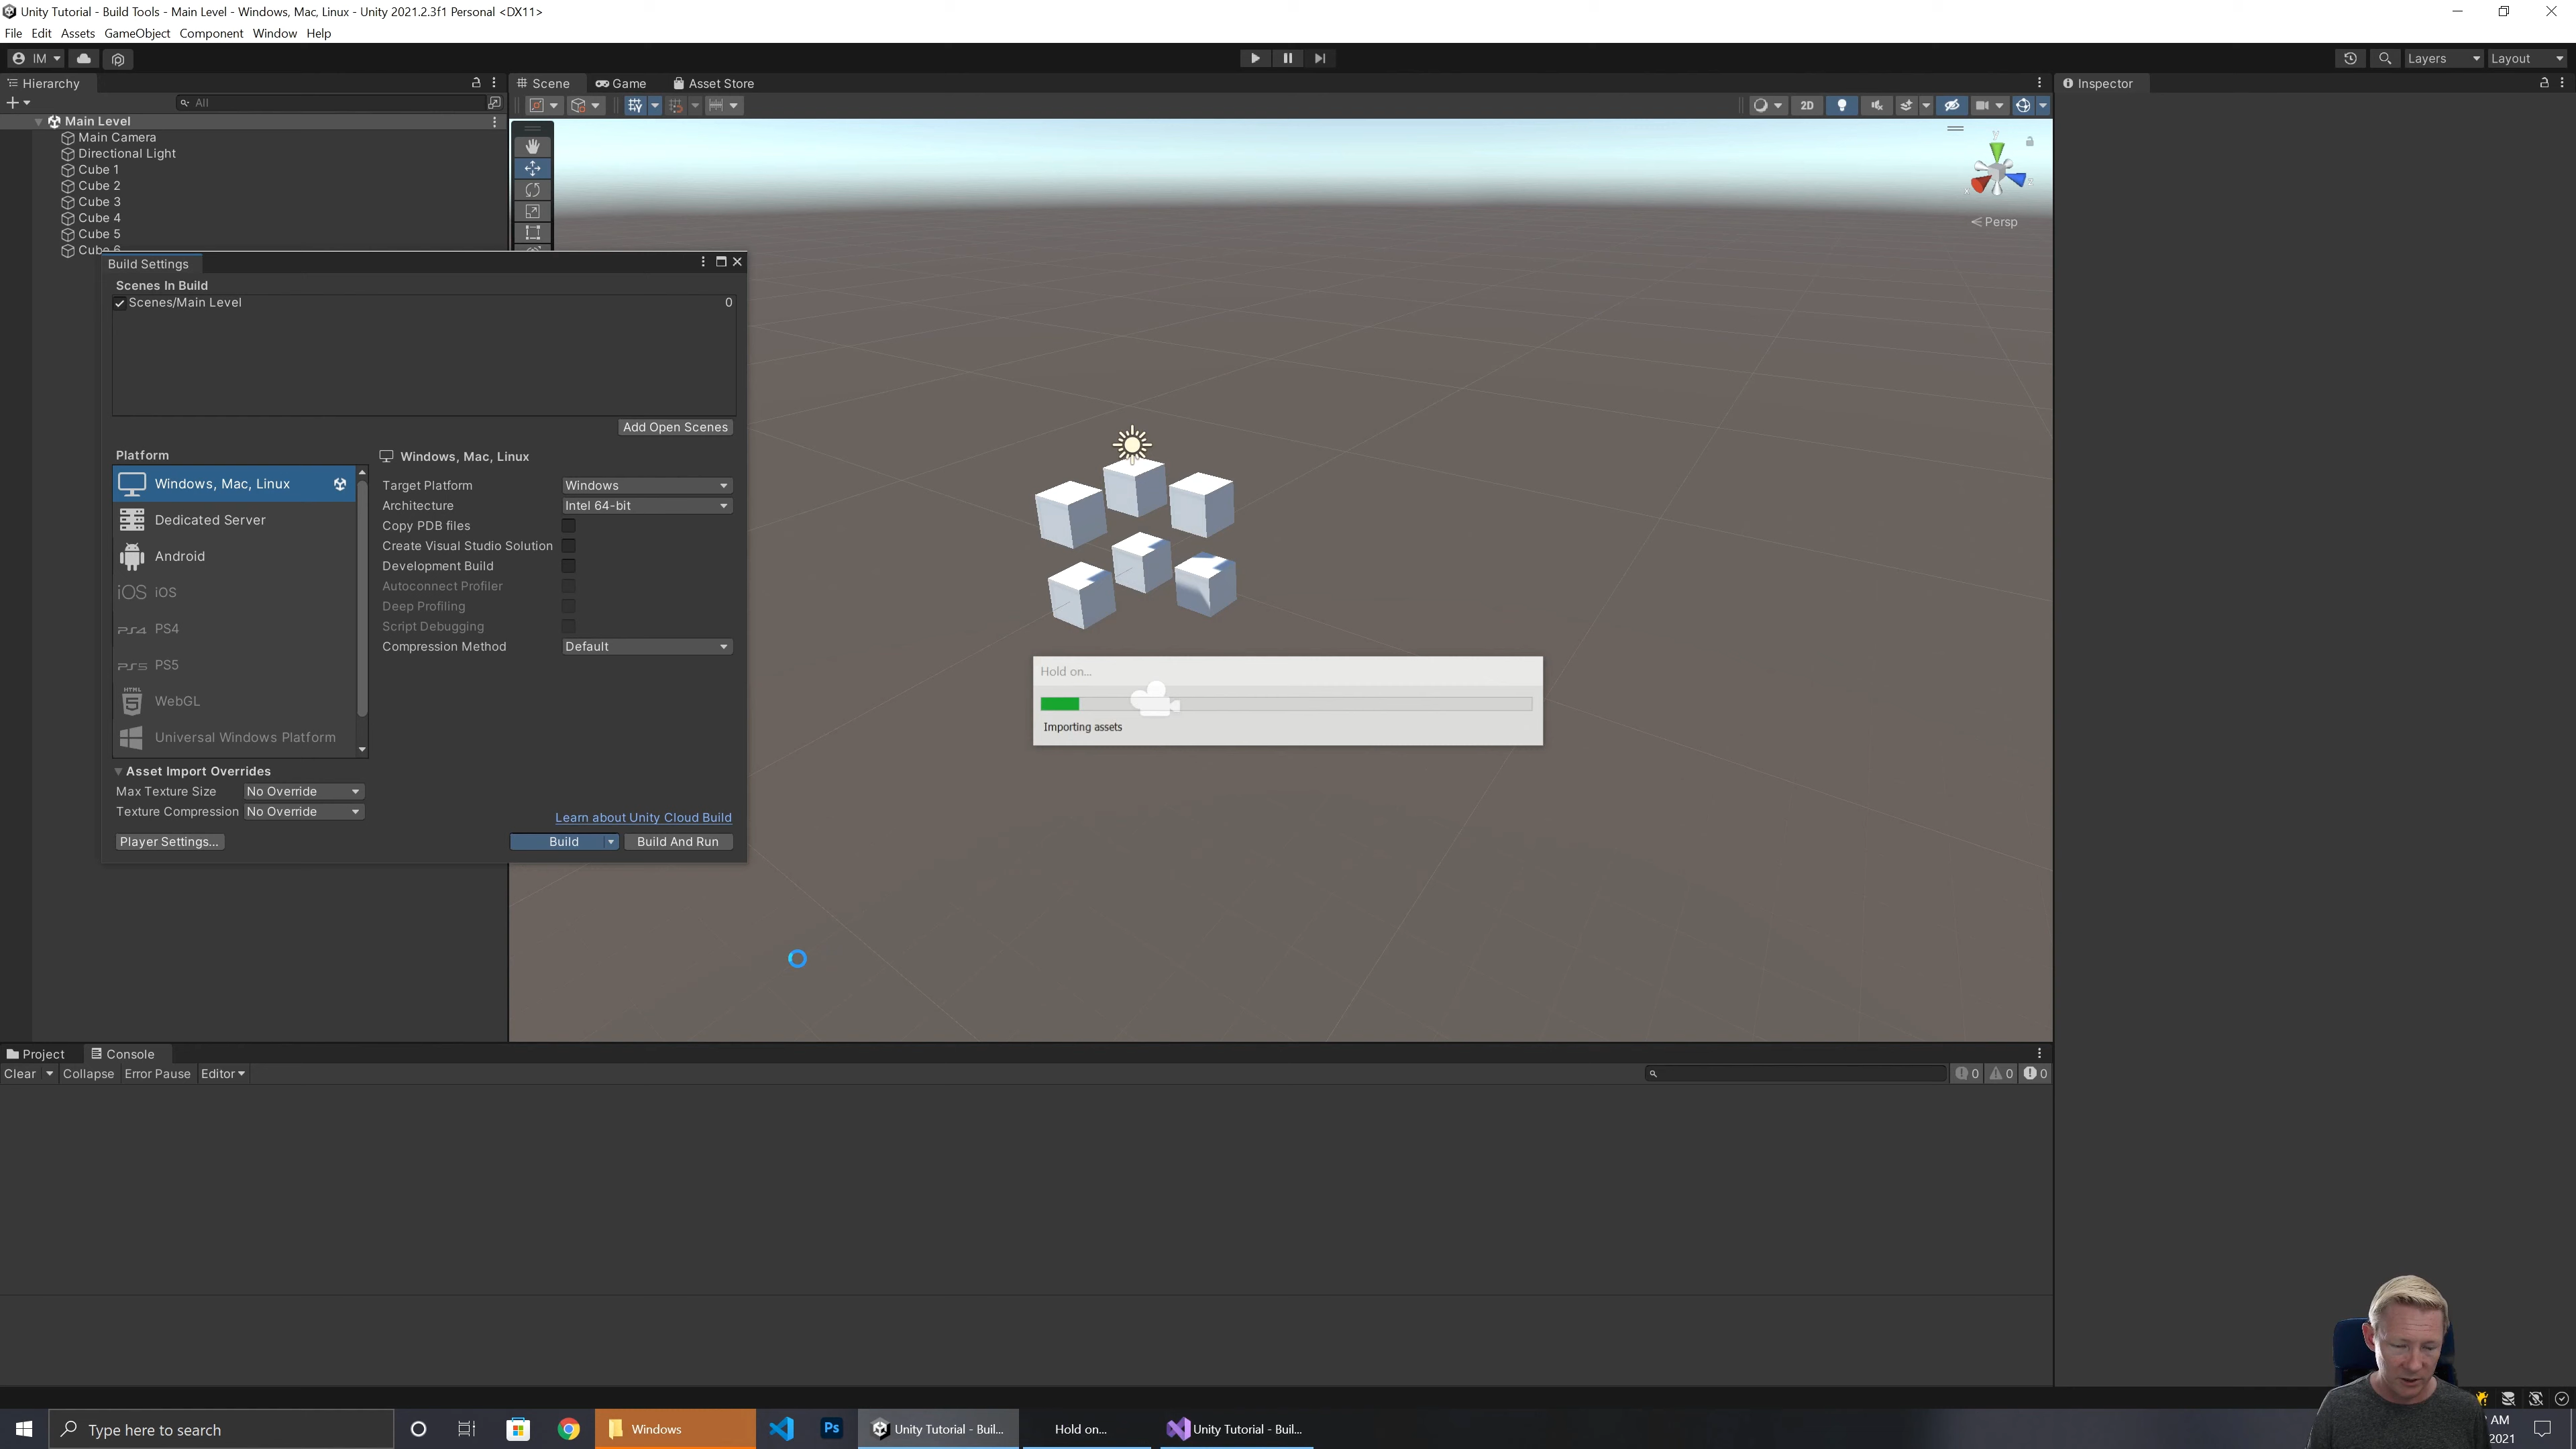 Unity Tutorial - Build Tools - Main Level - Windows, Mac, Linux - Unity 2021.2.3f1 Personal <DX11>
File Edit Assets GameObject Component Window Help
IM Layers Layout
Hierarchy
All
Main Level
Main Camera
Directional Light
Cube 1
Cube 2
Cube 3
Cube 4
Cube 5
Cube 6
Scene Game Asset Store
2D
Persp
Inspector
Build Settings
Scenes In Build
Scenes/Main Level 0
Add Open Scenes
Platform
Windows, Mac, Linux
Dedicated Server
Android
iOS iOS
PS4 PS4
PS5 PS5
HTML 5 WebGL
Universal Windows Platform
Windows, Mac, Linux
Target Platform Windows
Architecture Intel 64-bit
Copy PDB files
Create Visual Studio Solution
Development Build
Autoconnect Profiler
Deep Profiling
Script Debugging
Compression Method Default
Asset Import Overrides
Max Texture Size No Override
Texture Compression No Override
Learn about Unity Cloud Build
Player Settings... Build Build And Run
Hold on...
Importing assets
Project Console
Clear Collapse Error Pause Editor 0 0 0
Type here to search Windows Ps Unity Tutorial - Buil... Hold on... Unity Tutorial - Buil...
AM
2021